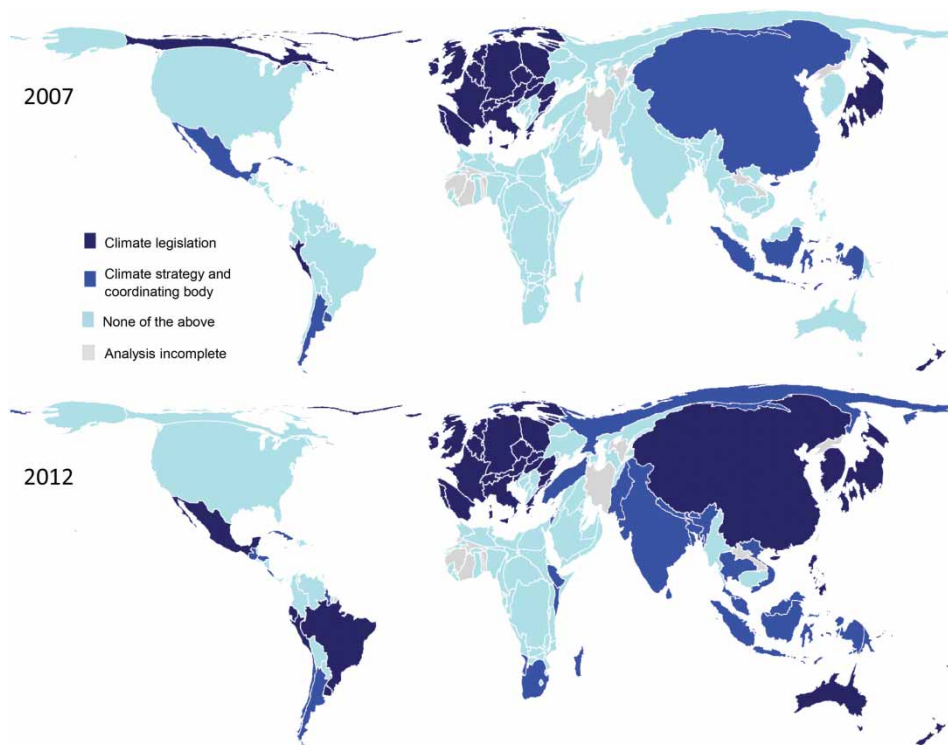 2007
Climate legislation
Climate strategy and
coordinating body
None of the above
Analysis incomplete
2012